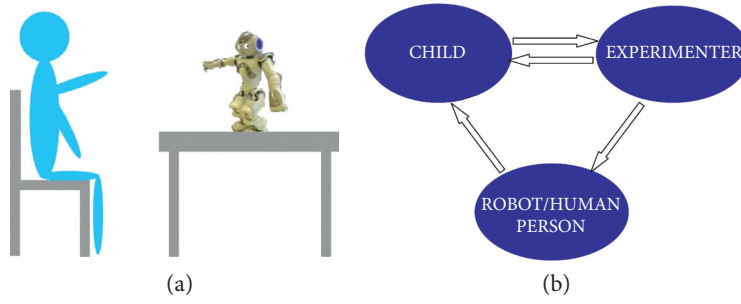 CHILD
EXPERIMENTER
ROBOT/HUMAN
PERSON
(a)
(b)